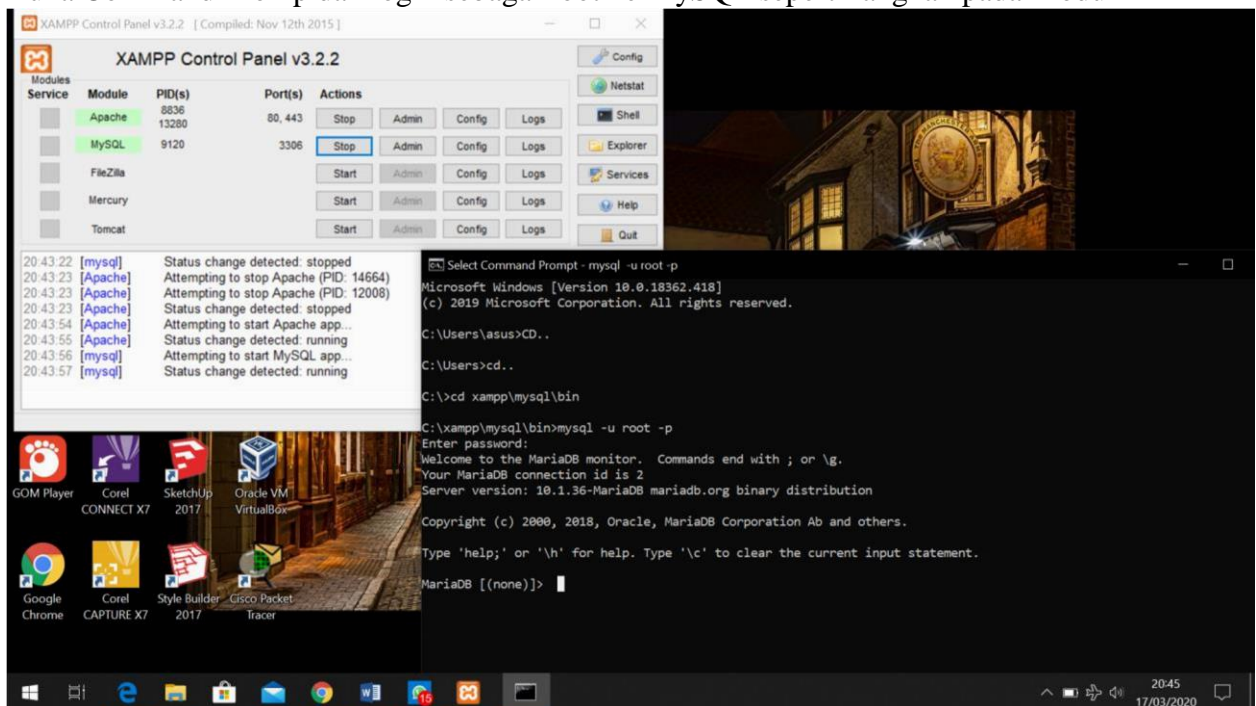 XAMPP Control Panel v3.2.2 [ Compiled: Nov 12th 2015 ]
XAMPP Control Panel v3.2.2
Config
Modules
Service Module PID(s) Port(s) Actions
Netstat
Apache 8836 13280 80, 443 Stop Admin Config Logs
Shell
MySQL 9120 3306 Stop Admin Config Logs
Explorer
FileZilla Start Admin Config Logs
Services
Mercury Start Admin Config Logs
Help
Tomcat Start Admin Config Logs
Quit
20:43:22 [mysql] Status change detected: stopped
20:43:23 [Apache] Attempting to stop Apache (PID: 14664)
20:43:23 [Apache] Attempting to stop Apache (PID: 12008)
20:43:23 [Apache] Status change detected: stopped
20:43:54 [Apache] Attempting to start Apache app...
20:43:55 [Apache] Status change detected: running
20:43:56 [mysql] Attempting to start MySQL app...
20:43:57 [mysql] Status change detected: running
Select Command Prompt - mysql -u root -p
Microsoft Windows [Version 10.0.18362.418]
(c) 2019 Microsoft Corporation. All rights reserved.
C:\Users\asus>CD..
C:\Users>cd..
C:\>cd xampp\mysql\bin
C:\xampp\mysql\bin>mysql -u root -p
Enter password:
Welcome to the MariaDB monitor.  Commands end with ; or \g.
Your MariaDB connection id is 2
Server version: 10.1.36-MariaDB mariadb.org binary distribution
Copyright (c) 2000, 2018, Oracle, MariaDB Corporation Ab and others.
Type 'help;' or '\h' for help. Type '\c' to clear the current input statement.
MariaDB [(none)]>
GOM Player
Corel CONNECT X7
SketchUp 2017
Oracle VM VirtualBox
Google Chrome
Corel CAPTURE X7
Style Builder 2017
Cisco Packet Tracer
15
20:45
17/03/2020